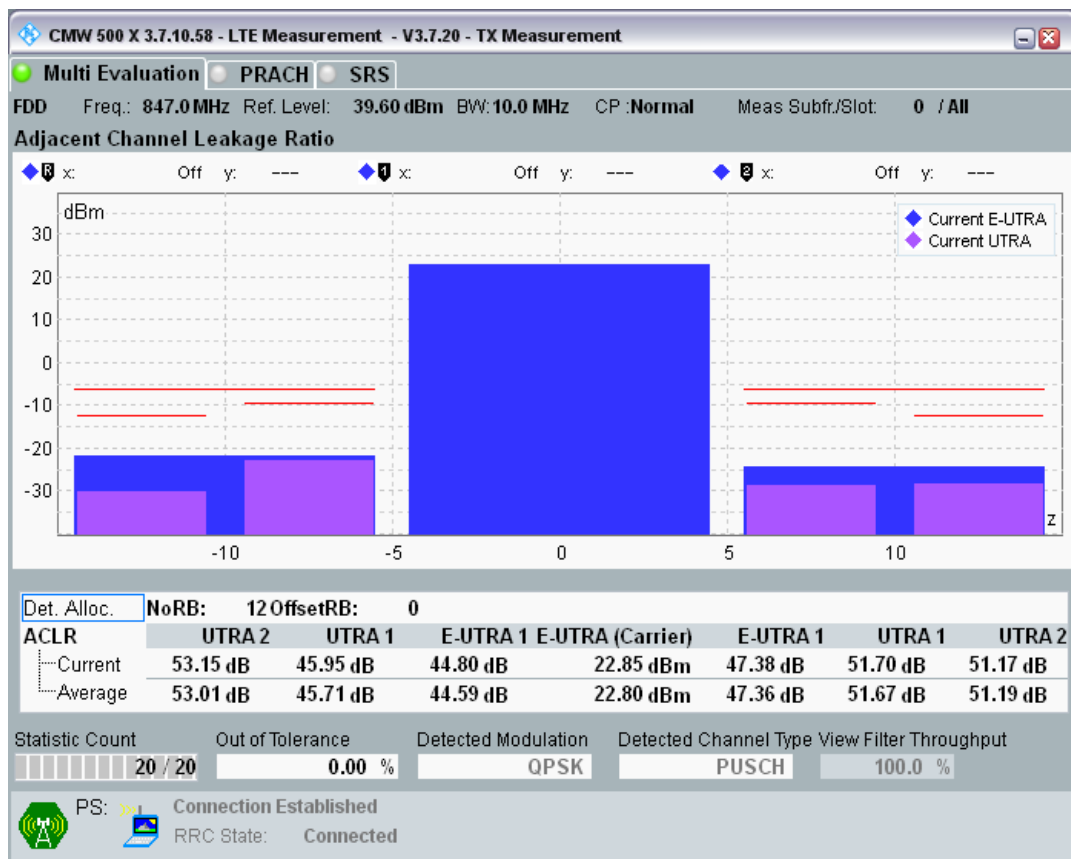 CMW 500 X 3.7.10.58 - LTE Measurement - V3.7.20 - TX Measurement
Multi Evaluation PRACH SRS
FDD Freq.: 847.0 MHz Ref. Level: 39.60 dBm BW: 10.0 MHz CP :Normal Meas Subfr./Slot: 0 / All
Adjacent Channel Leakage Ratio
R x: Off y: --- 1 x: Off y: --- 2 x: Off y: ---
dBm
Current E-UTRA
Current UTRA
30
20
10
0
-10
-20
-30
z
-10 -5 0 5 10
Det. Alloc. NoRB: 12 OffsetRB: 0
ACLR UTRA 2 UTRA 1 E-UTRA 1 E-UTRA (Carrier) E-UTRA 1 UTRA 1 UTRA 2
Current 53.15 dB 45.95 dB 44.80 dB 22.85 dBm 47.38 dB 51.70 dB 51.17 dB
Average 53.01 dB 45.71 dB 44.59 dB 22.80 dBm 47.36 dB 51.67 dB 51.19 dB
Statistic Count Out of Tolerance Detected Modulation Detected Channel Type View Filter Throughput
20 / 20 0.00 % QPSK PUSCH 100.0 %
PS: Connection Established
RRC State: Connected